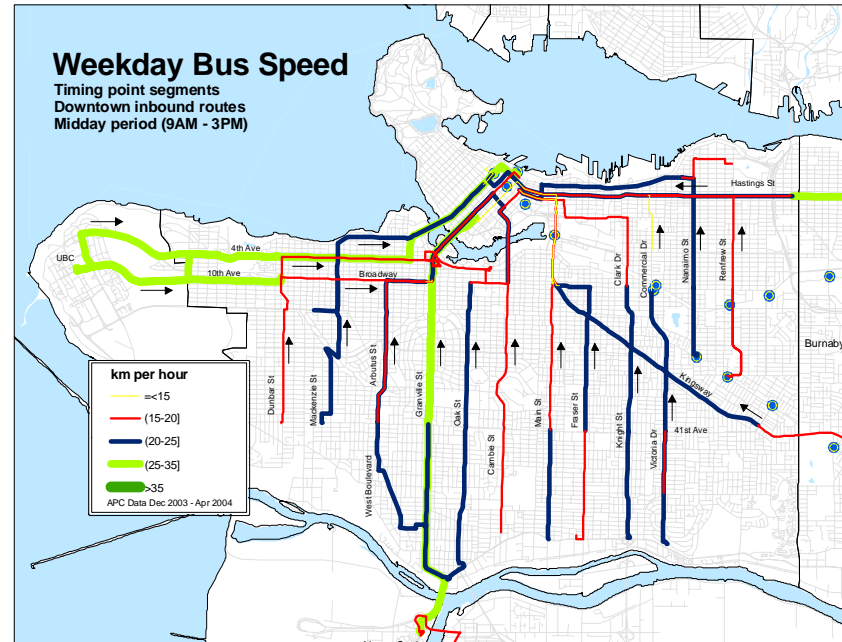 Weekday Bus Speed
Timing point segments
Downtown inbound routes
Midday period (9AM - 3PM)
Hastings St
UBC
4th Ave
10th Ave
Broadway
Clark Dr
Commercial Dr
Nanaimo St
Renfrew St
Burnaby
Dunbar St
Mackenzie St
Arbutus St
Granville St
Oak St
Cambie St
Main St
Fraser St
Knight St
Victoria Dr
Kingsway
41st Ave
West Boulevard
km per hour
=<15
(15-20]
(20-25]
(25-35]
>35
APC Data Dec 2003 - Apr 2004